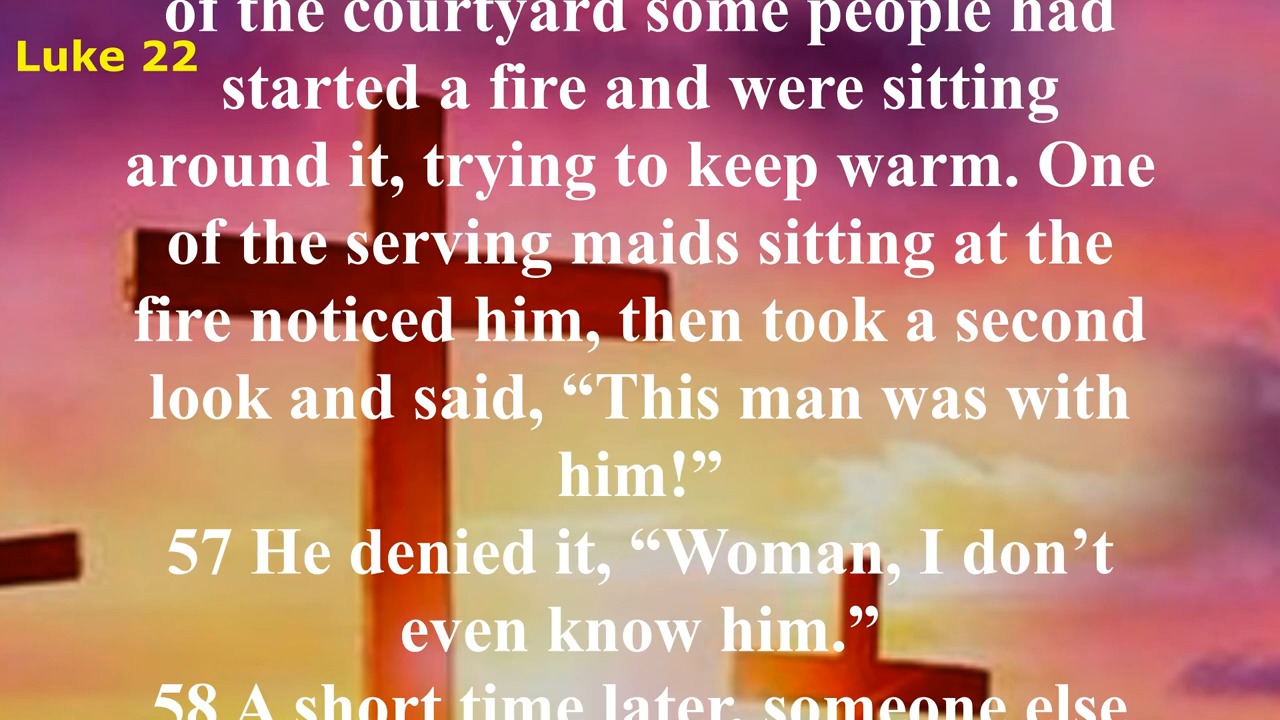 of the courtyard some people had
Luke 22
started a fire and were sitting
around it, trying to keep warm. One
of the serving maids sitting at the
fire noticed him, then took a second
look and said, “This man was with
him!”
57 He denied it, “Woman, I don’t
even know him.”
58 A short time later, someone else